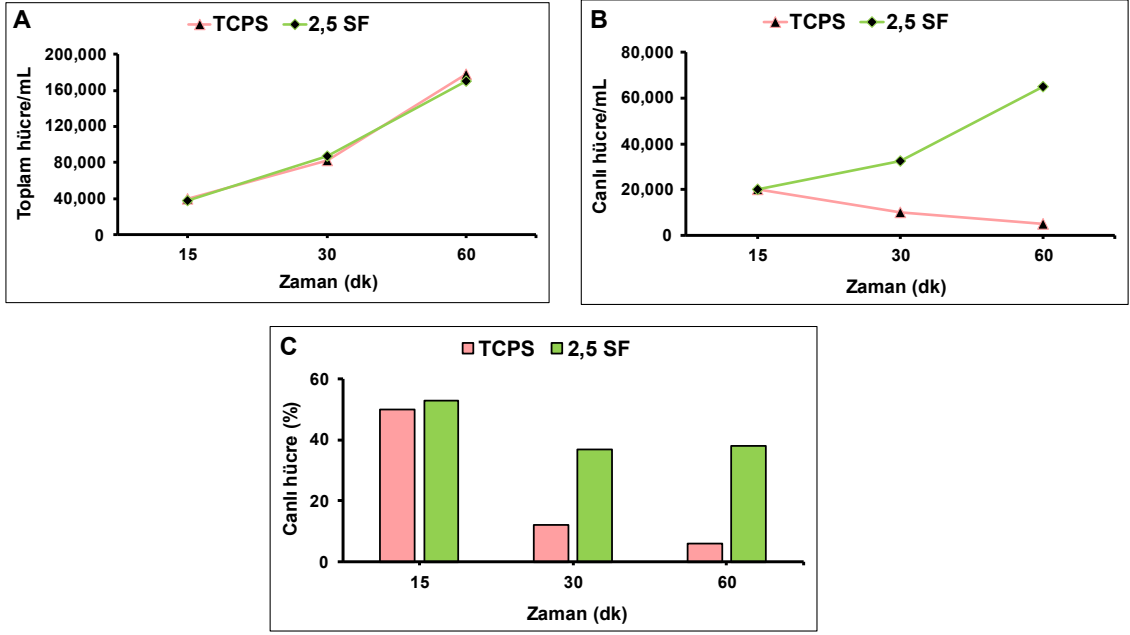 A
TCPS 2,5 SF
Toplam hücre/mL
200,000
160,000
120,000
80,000
40,000
0
15 30 60
Zaman (dk)
B
TCPS 2,5 SF
Canlı hücre/mL
80,000
60,000
40,000
20,000
0
15 30 60
Zaman (dk)
C
TCPS 2,5 SF
Canlı hücre (%)
60
40
20
0
15 30 60
Zaman (dk)